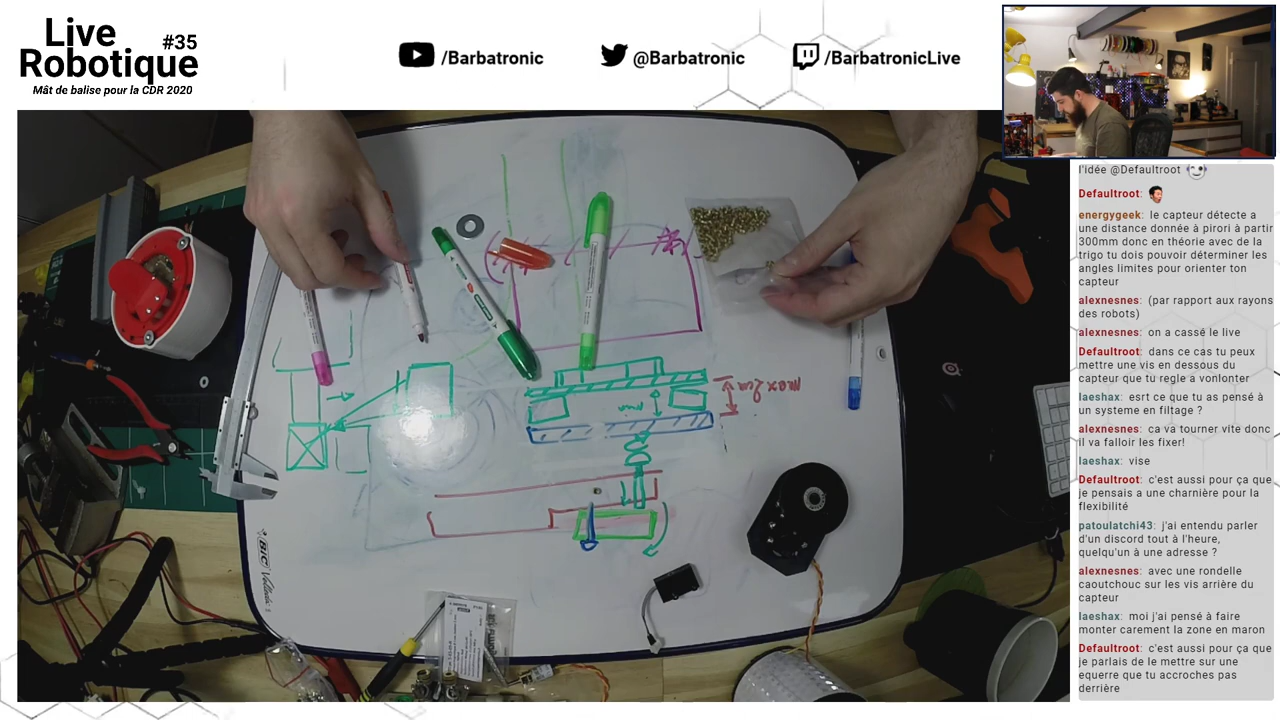 Live
Robotique
#35
Mât de balise pour la CDR 2020
/Barbatronic
@Barbatronic
/BarbatronicLive
l'idée @Defaultroot
Defaultroot:
energygeek: le capteur détecte a
une distance donnée à pirori à partir
300mm donc en théorie avec de la
trigo tu dois pouvoir déterminer les
angles limites pour orienter ton
capteur
alexnesnes: (par rapport aux rayons
des robots)
alexnesnes: on a cassé le live
Defaultroot: dans ce cas tu peux
mettre une vis en dessous du
capteur que tu regle a vonlonter
laeshax: esrt ce que tu as pensé à
un systeme en filtage ?
alexnesnes: ca va tourner vite donc
il va falloir les fixer!
laeshax: vise
Defaultroot: c'est aussi pour ça que
je pensais a une charnière pour la
flexibilité
patoulatchi43: j'ai entendu parler
d'un discord tout à l'heure,
quelqu'un à une adresse ?
alexnesnes: avec une rondelle
caoutchouc sur les vis arrière du
capteur
laeshax: moi j'ai pensé à faire
monter carement la zone en maron
Defaultroot: c'est aussi pour ça que
je parlais de le mettre sur une
equerre que tu accroches pas
derrière
BIC Velleda